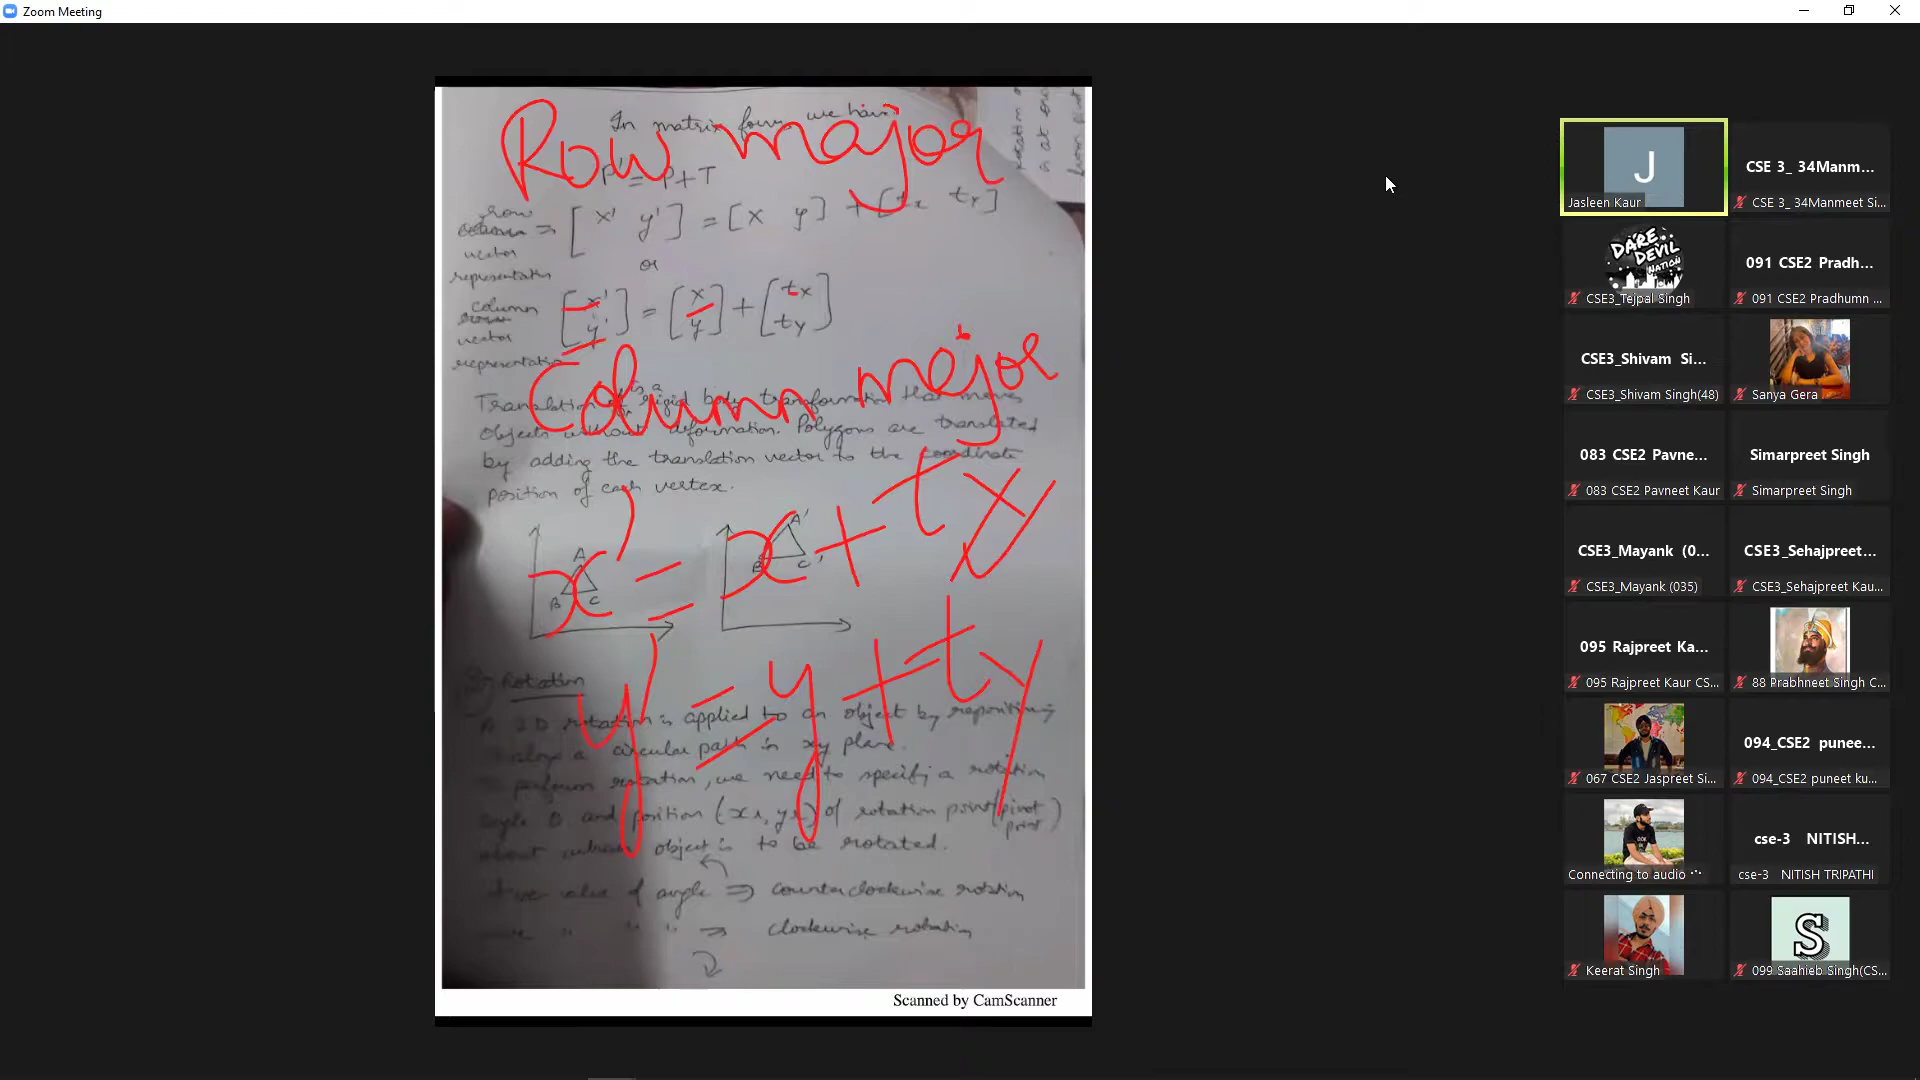 Zoom Meeting
In matrix form we have
Row major
P' = P+T
row
column ⇒ [x' y'] = [x y] + [tx ty]
vector
representation
or
column
row
vector
representation
[x' y'] = [x y] + [tx ty]
Column major
Translation is a rigid body transformation that moves
objects without deformation. Polygons are translated
by adding the translation vector to the coordinate
position of each vertex.
x' = x + tx
A
B C
A'
B' C'
y' = y + ty
Rotation
A 2D rotation is applied to an object by repositioning
along a circular path in xy plane.
perform rotation, we need to specify a rotation
angle θ and position (xr, yr) of rotation point (pivot
point)
about which object is to be rotated.
+ve value of angle ⇒ counterclockwise rotation
" " " ⇒ clockwise rotation
Scanned by CamScanner
J
Jasleen Kaur
CSE 3_ 34Manm...
CSE 3_ 34Manmeet Si...
DARE
DEVIL
NATION
CSE3_Tejpal Singh
091 CSE2 Pradh...
091 CSE2 Pradhumn ...
CSE3_Shivam Si...
CSE3_Shivam Singh(48)
Sanya Gera
083 CSE2 Pavne...
083 CSE2 Pavneet Kaur
Simarpreet Singh
Simarpreet Singh
CSE3_Mayank (0...
CSE3_Mayank (035)
CSE3_Sehajpreet...
CSE3_Sehajpreet Kau...
095 Rajpreet Ka...
095 Rajpreet Kaur CS...
88 Prabhneet Singh C...
067 CSE2 Jaspreet Si...
094_CSE2 punee...
094_CSE2 puneet ku...
Connecting to audio ···
cse-3 NITISH...
cse-3 NITISH TRIPATHI
Keerat Singh
S
099 Saahieb Singh(CS...